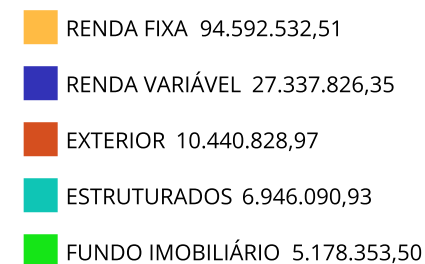 RENDA FIXA 94.592.532,51
RENDA VARIÁVEL 27.337.826,35
EXTERIOR 10.440.828,97
ESTRUTURADOS 6.946.090,93
FUNDO IMOBILIÁRIO 5.178.353,50